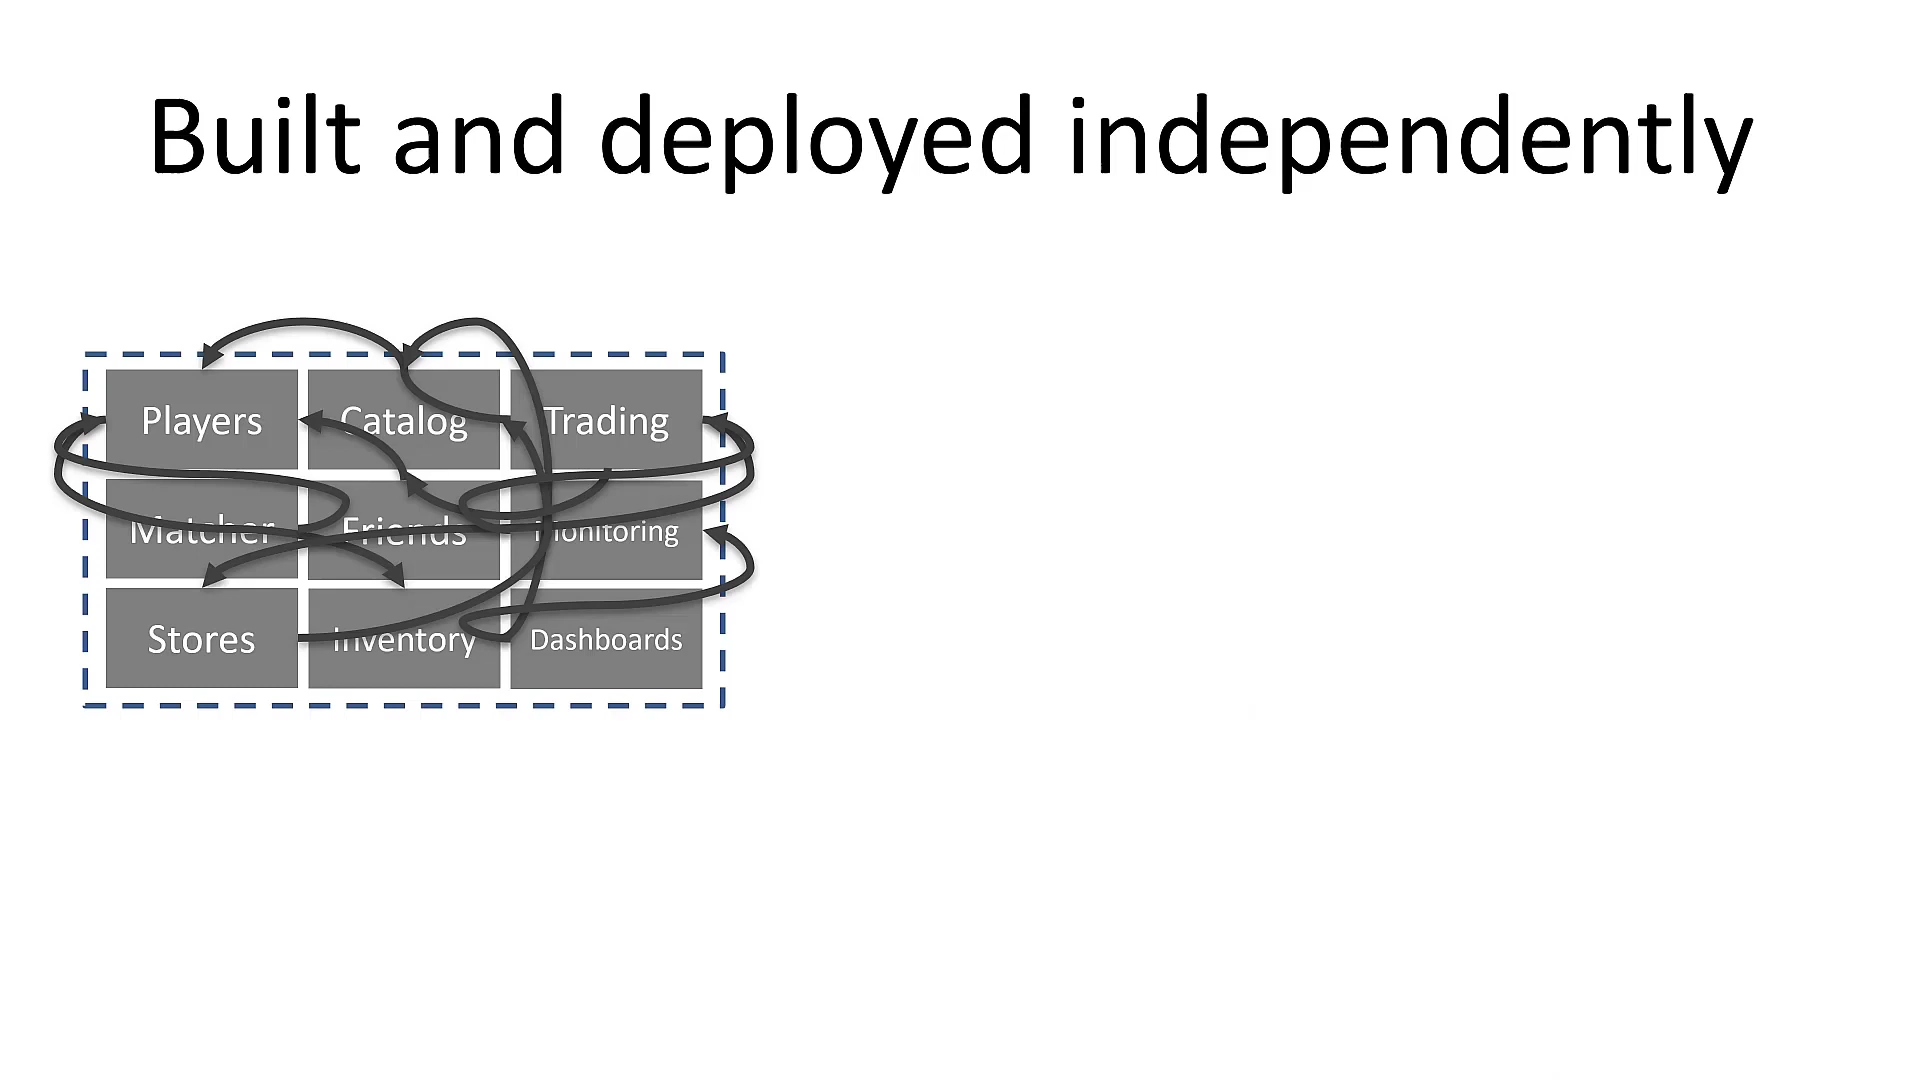 Built and deployed independently
Players Catalog Trading
Matcher Friends Monitoring
Stores Inventory Dashboards